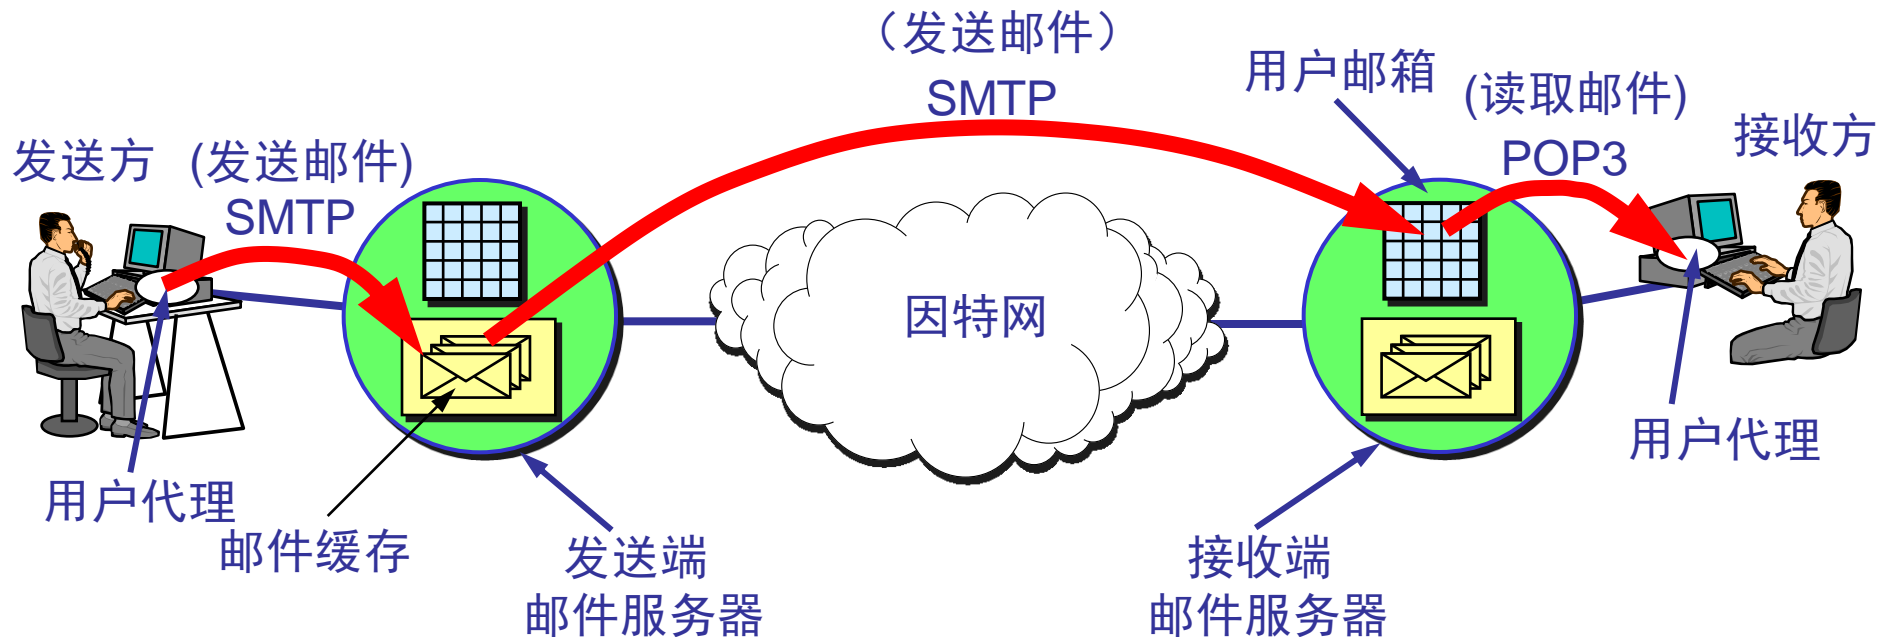 （发送邮件）
SMTP
用户邮箱
(读取邮件)
POP3
接收方
发送方
(发送邮件)
SMTP
因特网
用户代理
用户代理
邮件缓存
发送端
邮件服务器
接收端
邮件服务器